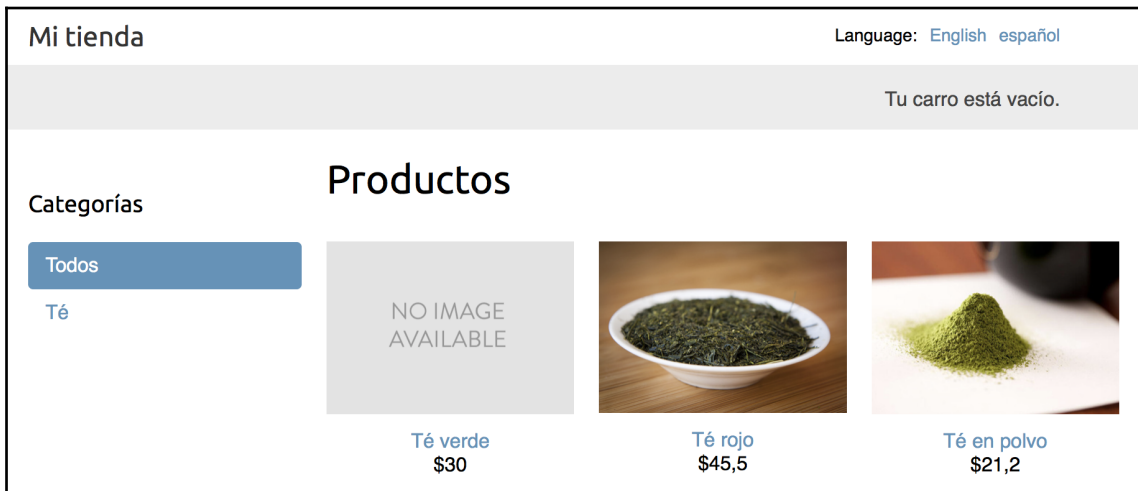 Mi tienda
Language: English español
Tu carro está vacío.
Categorías
Todos
Té
Productos
NO IMAGE
AVAILABLE
Té verde
$30
Té rojo
$45,5
Té en polvo
$21,2